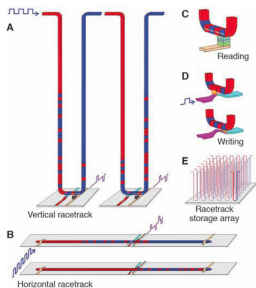 A
Vertical racetrack
B
Horizontal racetrack
C
Reading
D
Writing
E
Racetrack
storage array